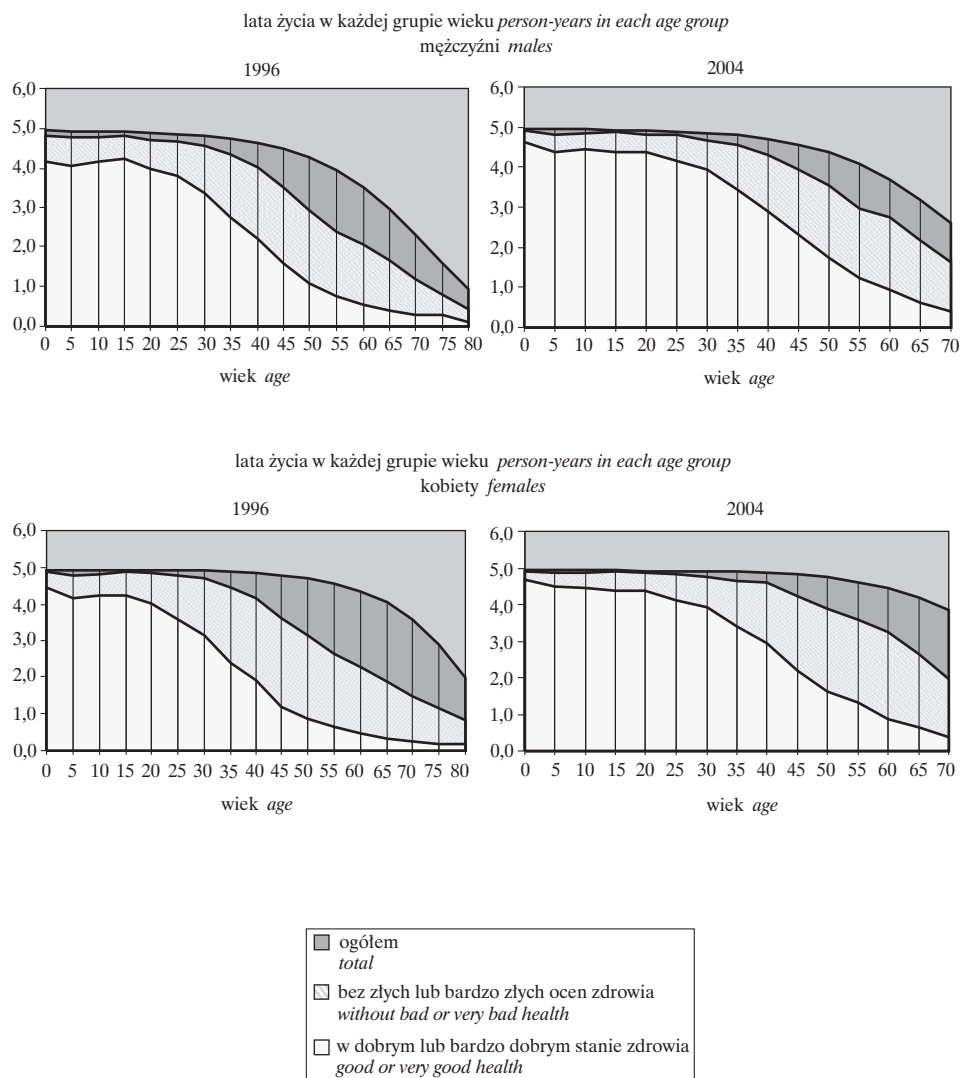 lata życia w każdej grupie wieku person-years in each age group
mężczyźni males
1996
2004
6,0
5,0
4,0
3,0
2,0
1,0
0,0
0 5 10 15 20 25 30 35 40 45 50 55 60 65 70 75 80
wiek age
6,0
5,0
4,0
3,0
2,0
1,0
0,0
0 5 10 15 20 25 30 35 40 45 50 55 60 65 70
wiek age
lata życia w każdej grupie wieku person-years in each age group
kobiety females
1996
2004
6,0
5,0
4,0
3,0
2,0
1,0
0,0
0 5 10 15 20 25 30 35 40 45 50 55 60 65 70 75 80
wiek age
6,0
5,0
4,0
3,0
2,0
1,0
0,0
0 5 10 15 20 25 30 35 40 45 50 55 60 65 70
wiek age
ogółem
total
bez złych lub bardzo złych ocen zdrowia
without bad or very bad health
w dobrym lub bardzo dobrym stanie zdrowia
good or very good health